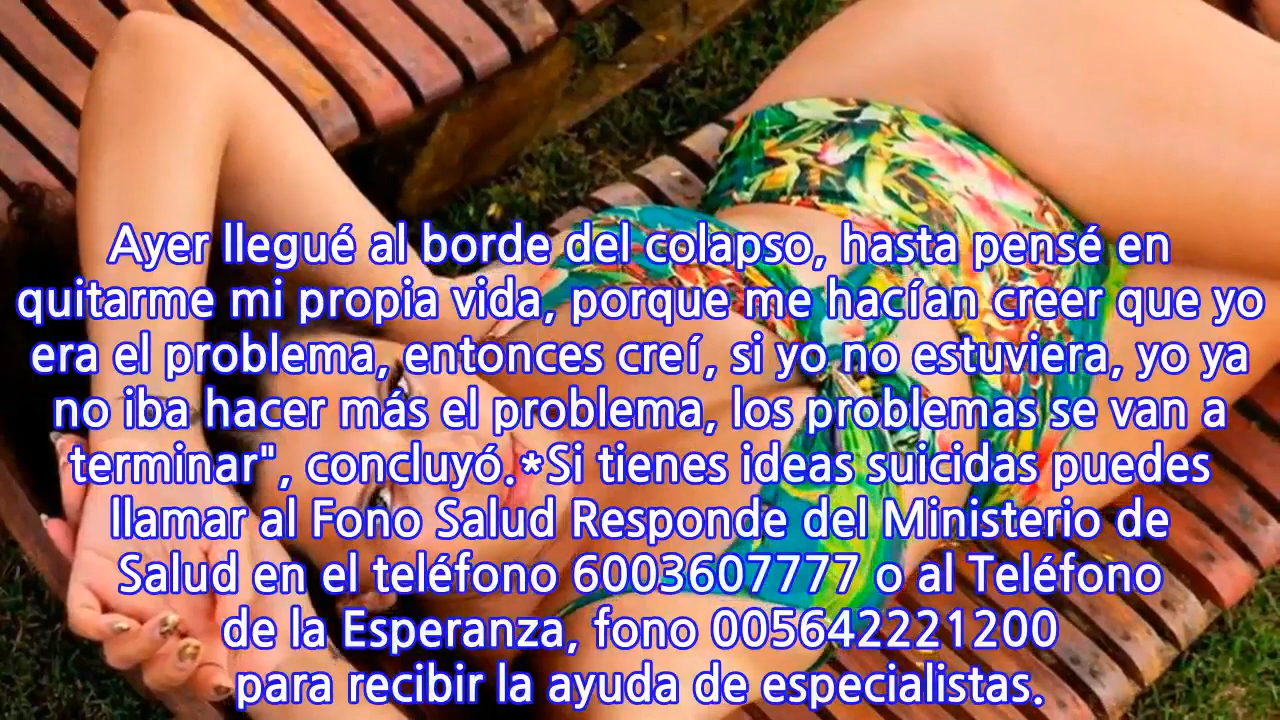 Ayer llegué al borde del colapso, hasta pensé en
quitarme mi propia vida, porque me hacían creer que yo
era el problema, entonces creí, si yo no estuviera, yo ya
no iba hacer más el problema, los problemas se van a
terminar", concluyó.*Si tienes ideas suicidas puedes
llamar al Fono Salud Responde del Ministerio de
Salud en el teléfono 6003607777 o al Teléfono
de la Esperanza, fono 005642221200
para recibir la ayuda de especialistas.